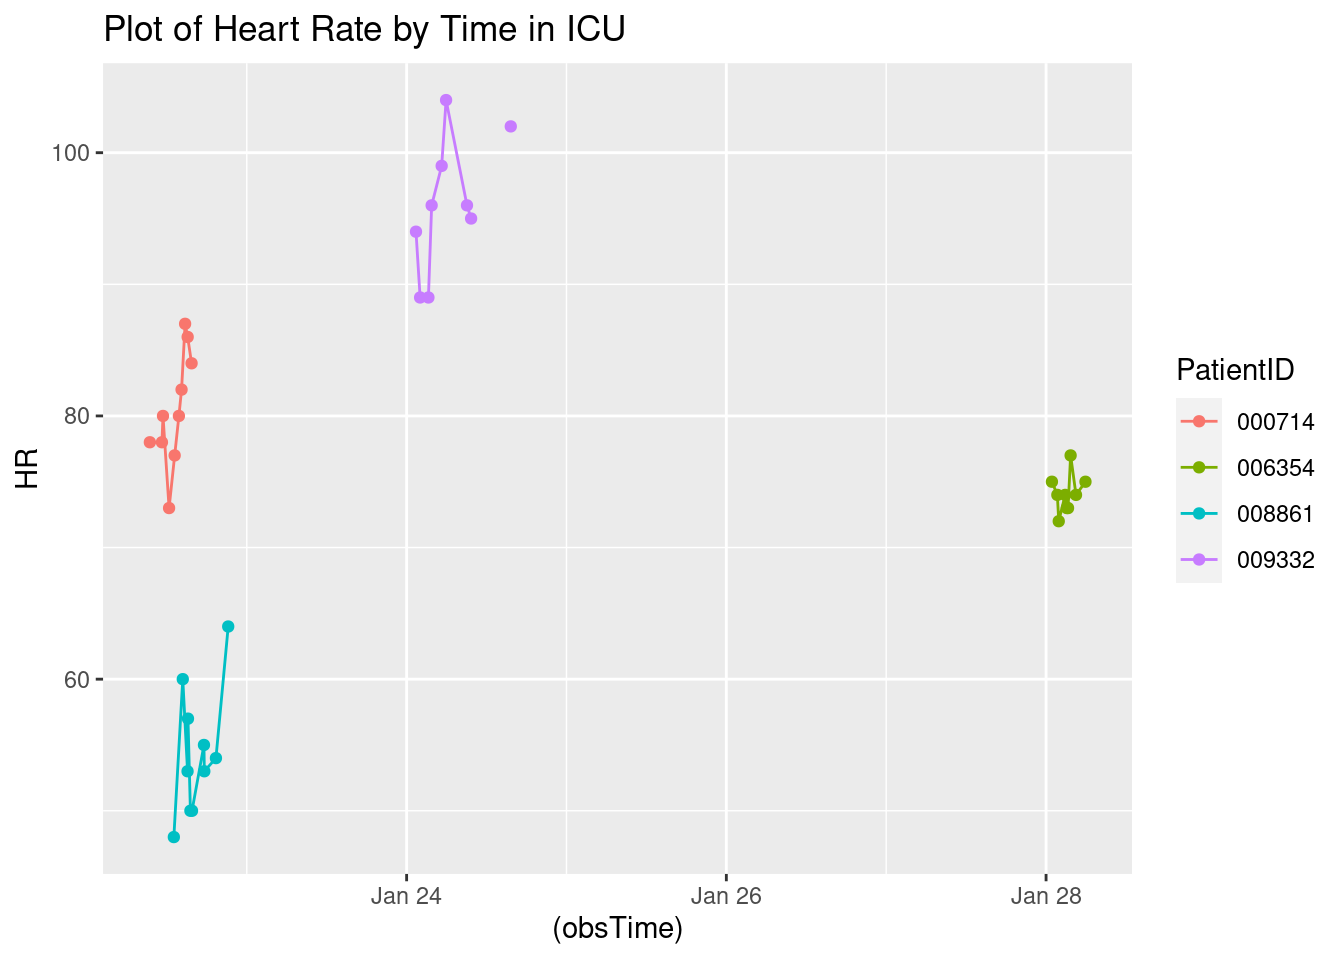 Plot of Heart Rate by Time in ICU
100
80
60
HR
Jan 24
Jan 26
Jan 28
(obsTime)
PatientID
000714
006354
008861
009332